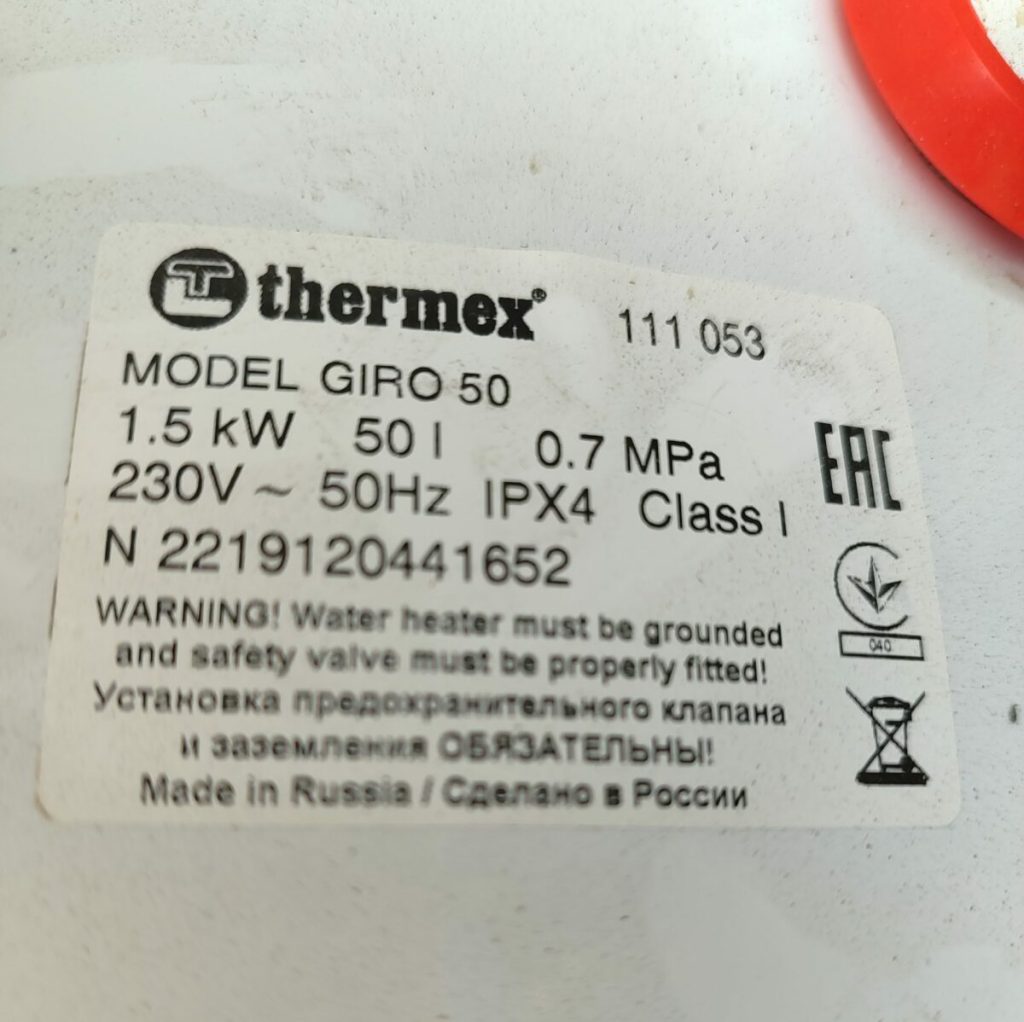 thermex® 111 053
MODEL GIRO 50
1.5 kW 50 l 0.7 MPa
230V ~ 50Hz IPX4 Class I
N 2219120441652
WARNING! Water heater must be grounded
and safety valve must be properly fitted!
Установка предохранительного клапана
и заземления ОБЯЗАТЕЛЬНЫ!
Made in Russia / Сделано в России
EAC
040